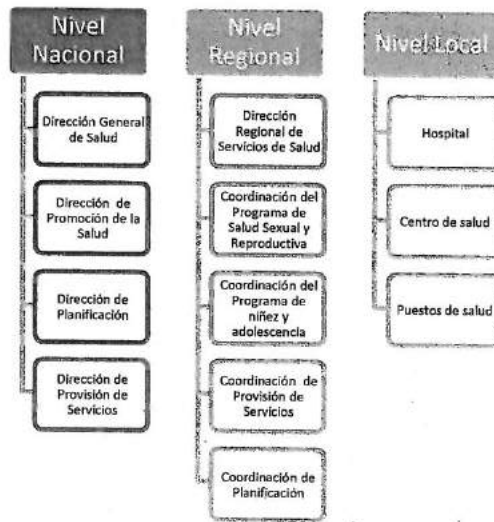 Nivel
Nacional
Dirección General
de Salud
Dirección de
Promoción de la
Salud
Dirección de
Planificación
Dirección de
Provisión de
Servicios
Nivel
Regional
Dirección
Regional de
Servicios de Salud
Coordinación del
Programa de
Salud Sexual y
Reproductiva
Coordinación del
Programa de
niñez y
adolescencia
Coordinación de
Provisión de
Servicios
Coordinación de
Planificación
Nivel Local
Hospital
Centro de salud
Puestos de salud